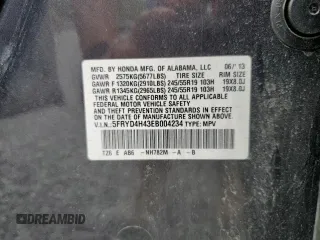 MFD. BY HONDA MFG. OF ALABAMA, LLC 06/13
GVWR 2575KG(5677LBS) TIRE SIZE RIM SIZE
GAWR F 1320KG(2910LBS) 245/55R19 103H 19X8.0J
GAWR R 1345KG(2965LBS) 245/55R19 103H 19X8.0J
THIS VEHICLE CONFORMS TO ALL APPLICABLE
FEDERAL MOTOR VEHICLE SAFETY AND
THEFT PREVENTION STANDARDS IN EFFECT ON THE
DATE OF MANUFACTURE SHOWN ABOVE.
V.I.N.: 5FRYD4H43EB004234 TYPE: MPV
T26 E AB6 -NH782M -A -B